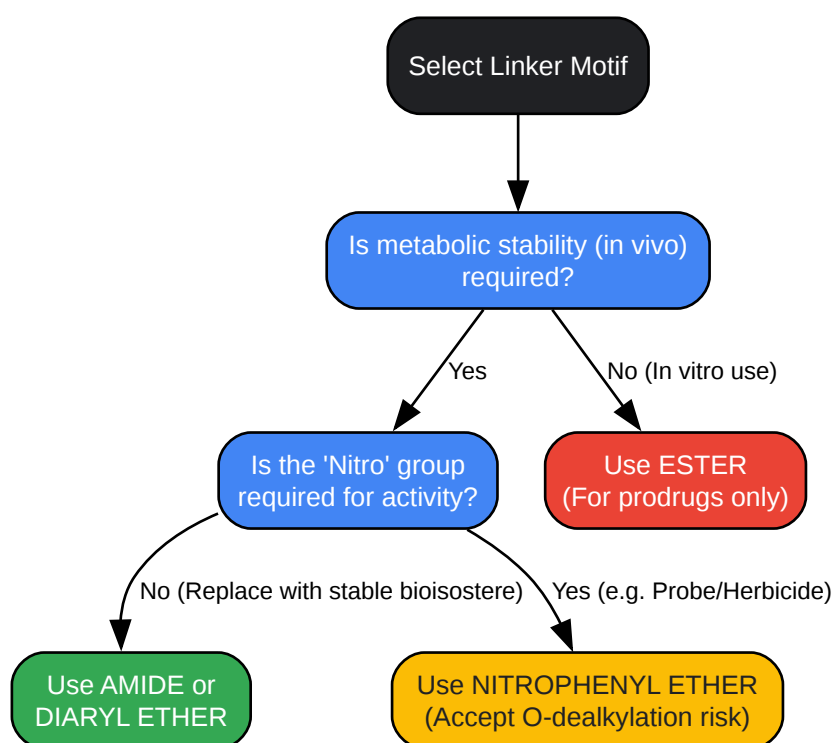 Select Linker Motif
Is metabolic stability (in vivo)
required?
Yes
No (In vitro use)
Is the 'Nitro' group
required for activity?
Use ESTER
(For prodrugs only)
No (Replace with stable bioisostere)
Yes (e.g. Probe/Herbicide)
Use AMIDE or
DIARYL ETHER
Use NITROPHENYL ETHER
(Accept O-dealkylation risk)